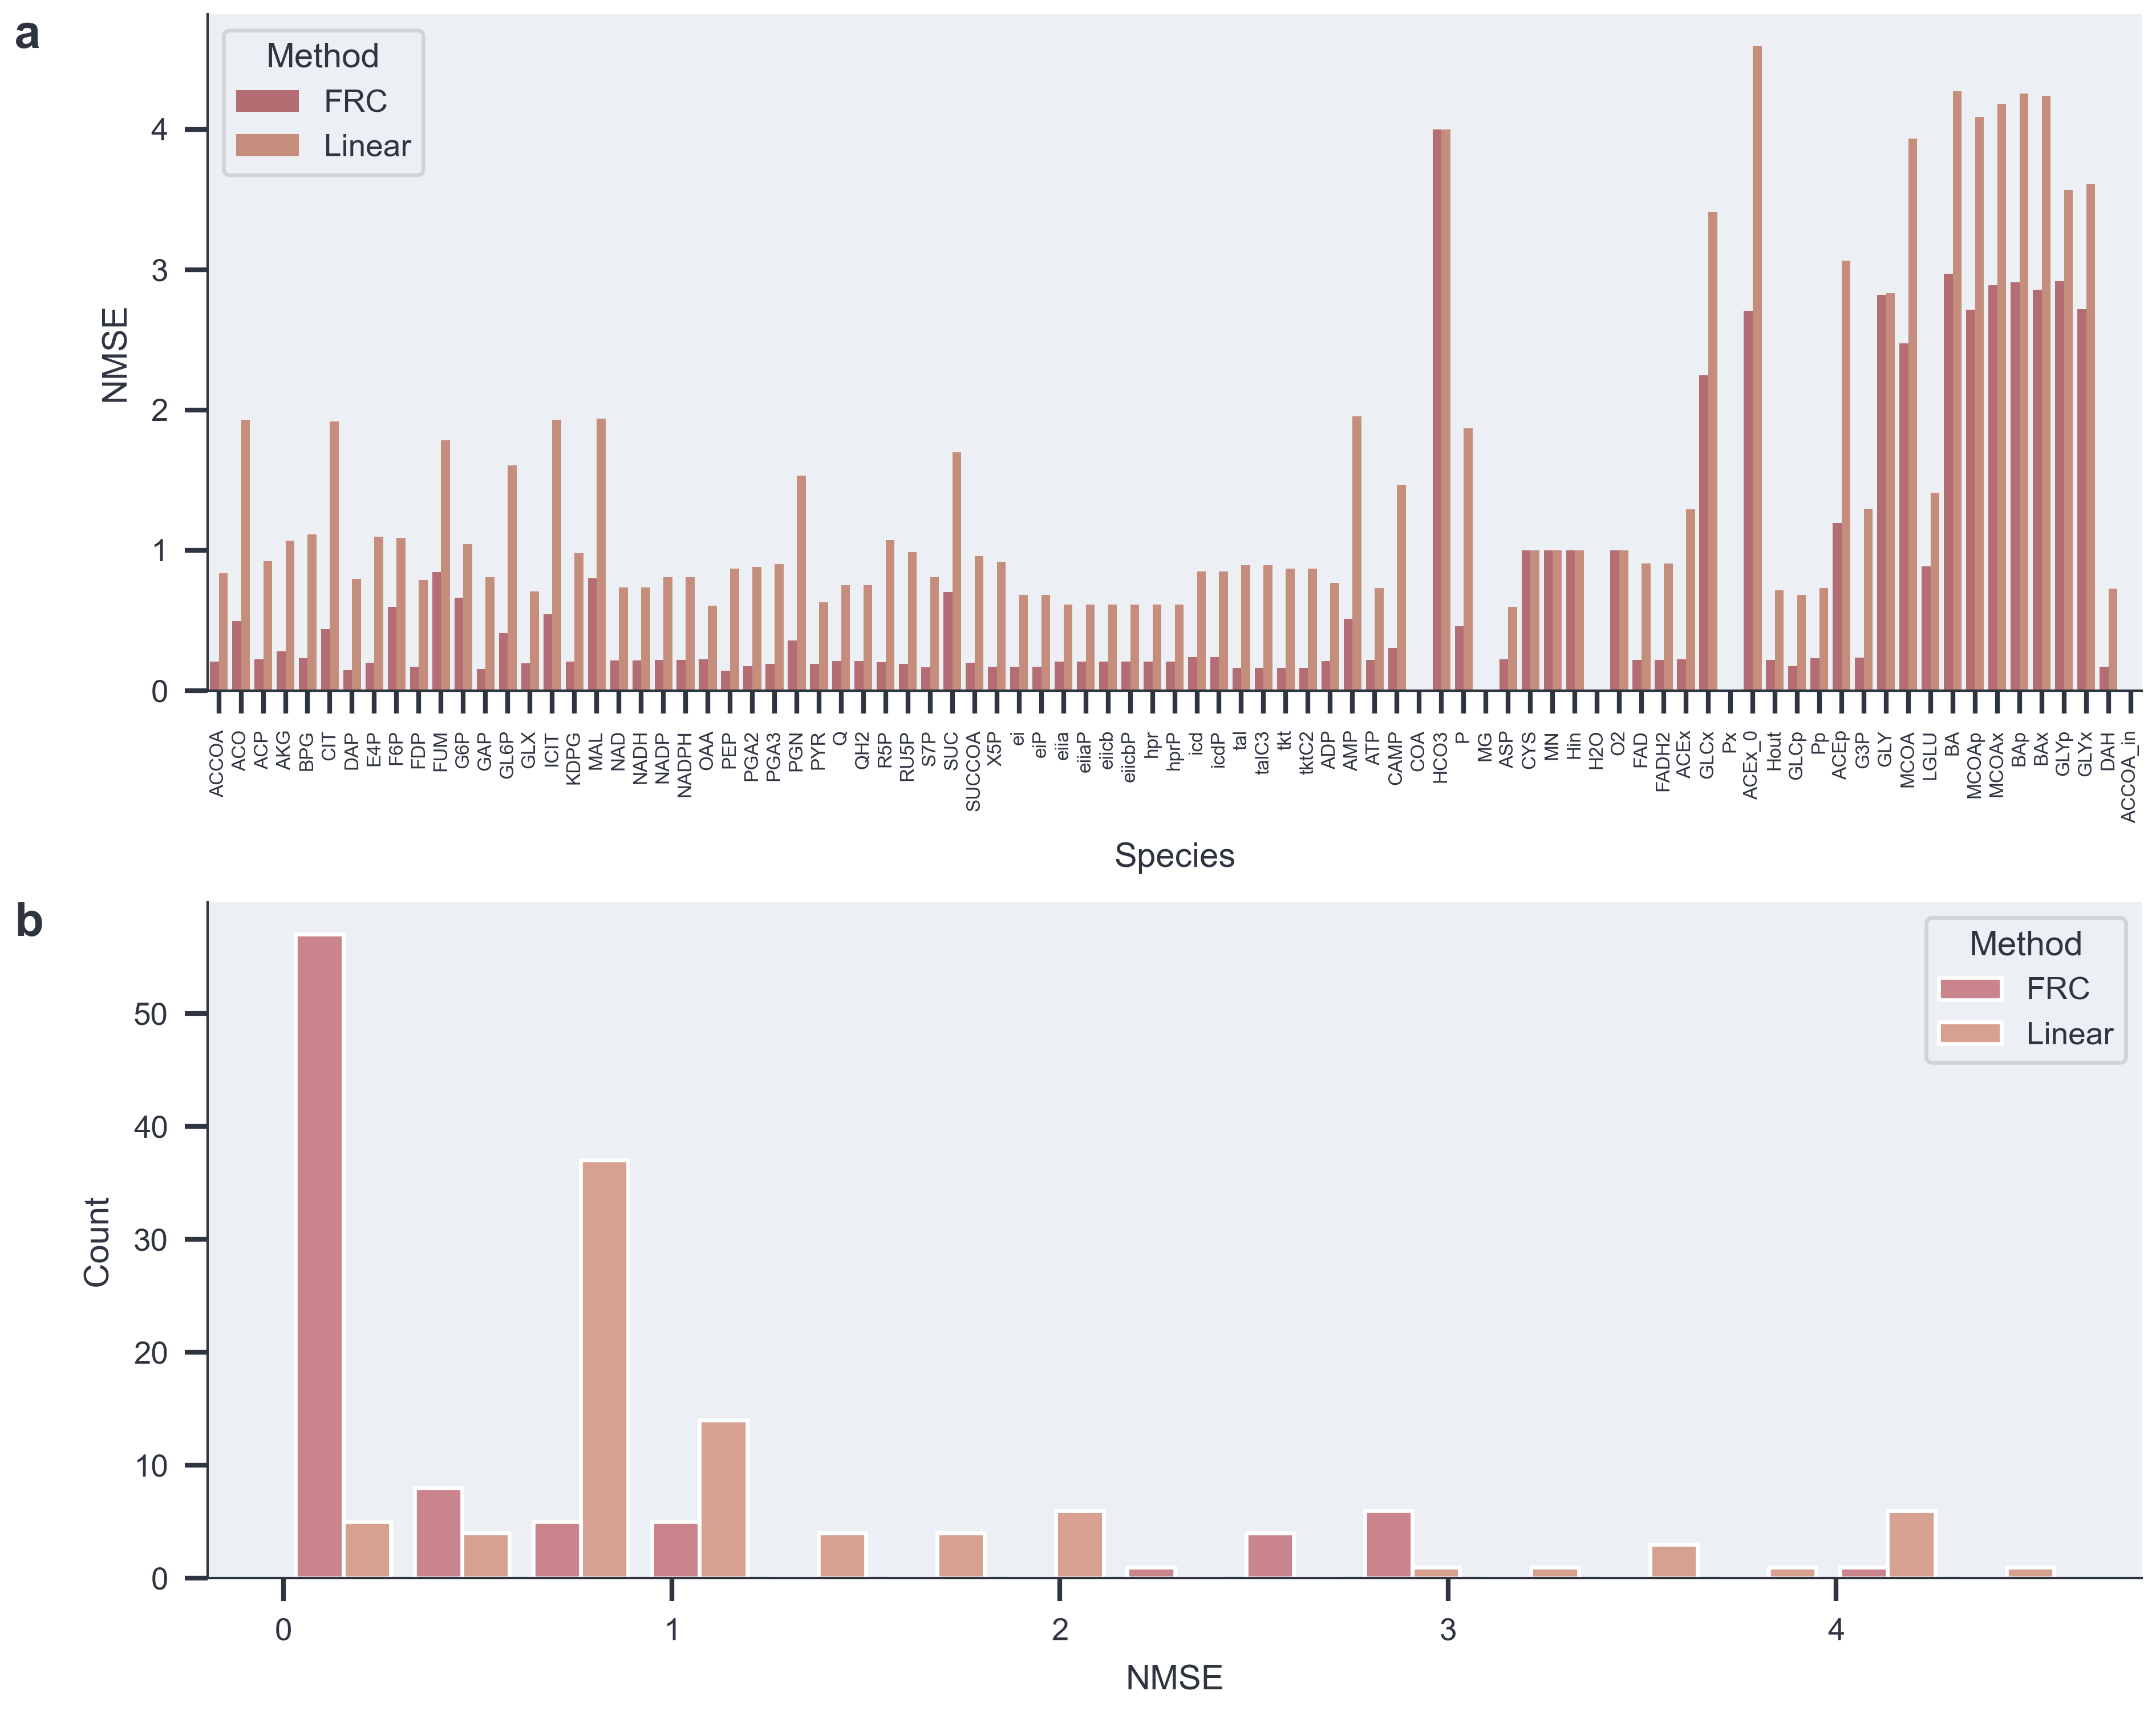 a
Method
FRC
Linear
4
3
2
1
0
NMSE
ACCOA
ACO
ACP
AKG
BPG
CIT
DAP
E4P
F6P
FDP
FUM
G6P
GAP
GL6P
GLX
ICIT
KDPG
MAL
NAD
NADH
NADP
NADPH
OAA
PEP
PGA2
PGA3
PGN
PYR
Q
QH2
R5P
RU5P
S7P
SUC
SUCCOA
X5P
ei
eiP
eiia
eiiaP
eiicb
eiicbP
hpr
hprP
icd
icdP
tal
talC3
tkt
tktC2
ADP
AMP
ATP
CAMP
COA
HCO3
P
MG
ASP
CYS
MN
Hin
H2O
O2
FAD
FADH2
ACEx
GLCx
Px
ACEx_0
Hout
GLCp
Pp
ACEp
G3P
GLY
MCOA
LGLU
BA
MCOAp
MCOAx
BAp
BAx
GLYp
GLYx
DAH
ACCOA_in
Species
b
Method
FRC
Linear
50
40
30
20
10
0
Count
0
1
2
3
4
NMSE